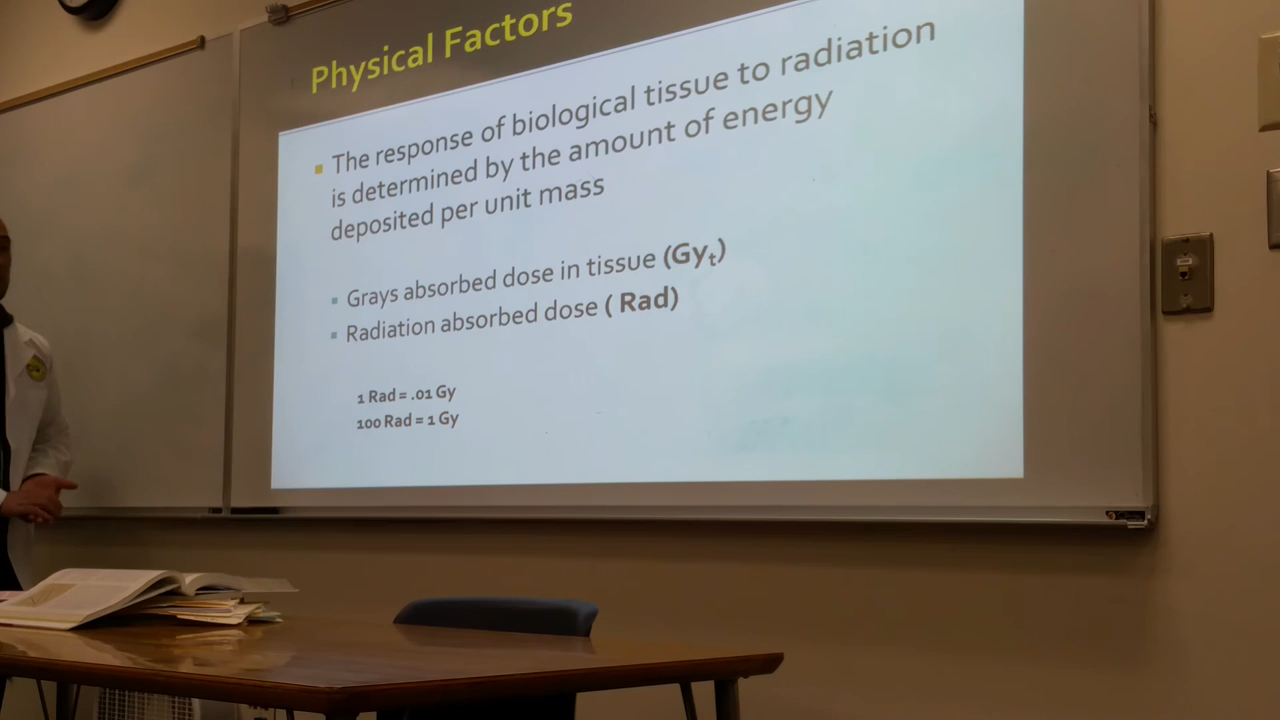 Physical Factors
The response of biological tissue to radiation
is determined by the amount of energy
deposited per unit mass
Grays absorbed dose in tissue (Gyt)
Radiation absorbed dose ( Rad)
1 Rad = .01 Gy
100 Rad = 1 Gy